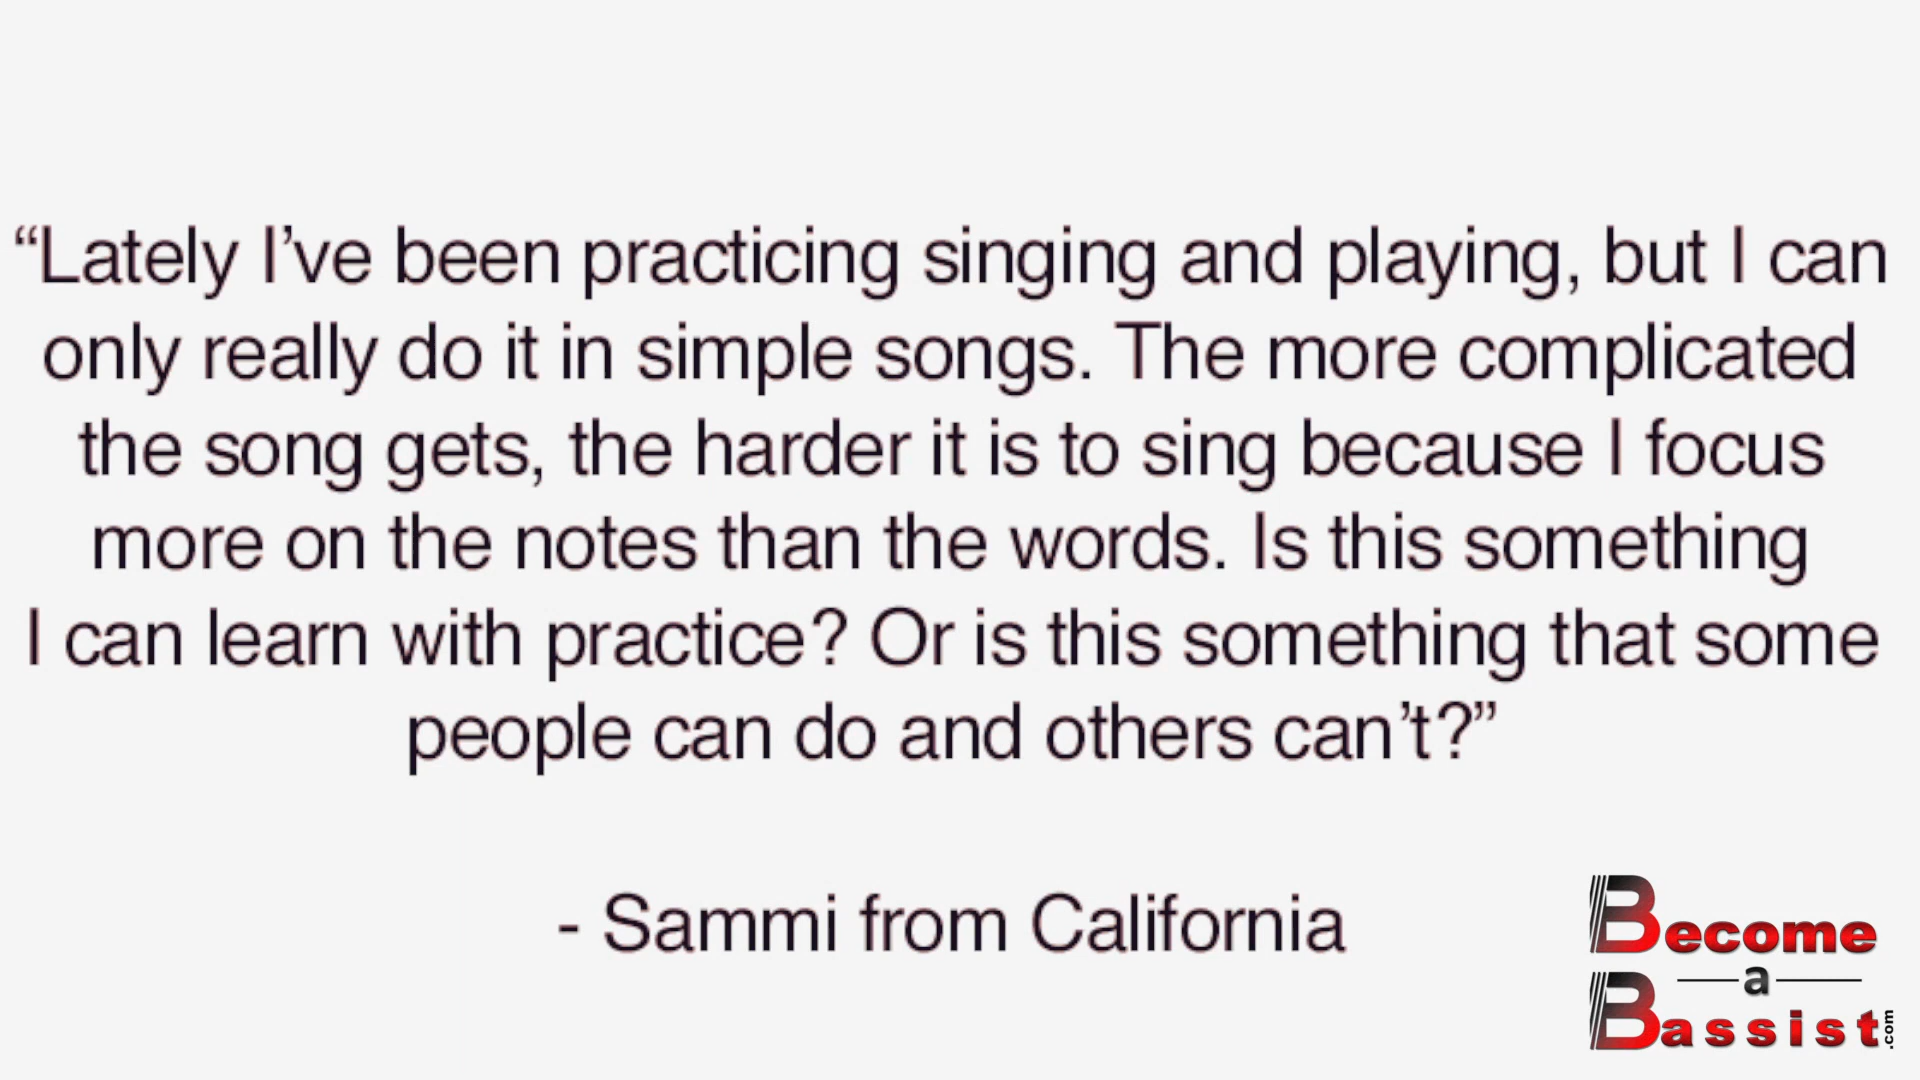 “Lately I’ve been practicing singing and playing, but I can
only really do it in simple songs. The more complicated
the song gets, the harder it is to sing because I focus
more on the notes than the words. Is this something
I can learn with practice? Or is this something that some
people can do and others can’t?”
- Sammi from California
Become
a
Bassist.com